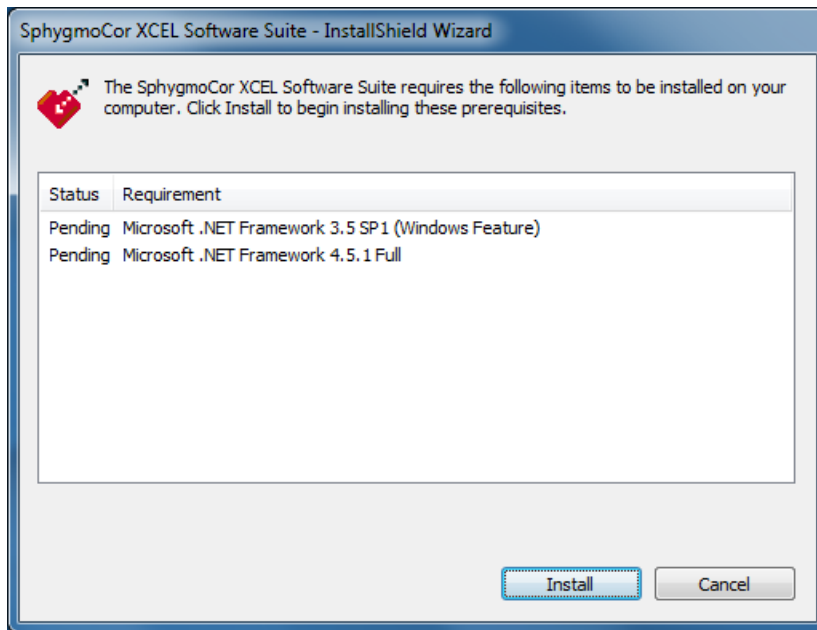 SphygmoCor XCEL Software Suite - InstallShield Wizard
The SphygmoCor XCEL Software Suite requires the following items to be installed on your
computer. Click Install to begin installing these prerequisites.
Status Requirement
Pending Microsoft .NET Framework 3.5 SP1 (Windows Feature)
Pending Microsoft .NET Framework 4.5.1 Full
Install Cancel